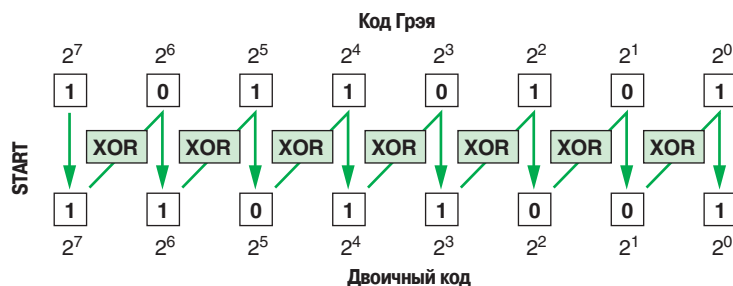 Код Грэя
2⁷ 2⁶ 2⁵ 2⁴ 2³ 2² 2¹ 2⁰
1 0 1 1 0 1 0 1
START
XOR XOR XOR XOR XOR XOR XOR
1 1 0 1 1 0 0 1
2⁷ 2⁶ 2⁵ 2⁴ 2³ 2² 2¹ 2⁰
Двоичный код